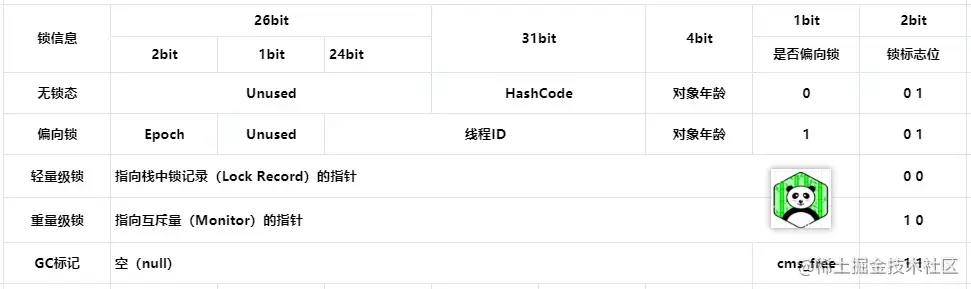 锁信息 26bit 31bit 4bit 1bit 2bit
2bit 1bit 24bit 是否偏向锁 锁标志位
无锁态 Unused HashCode 对象年龄 0 0 1
偏向锁 Epoch Unused 线程ID 对象年龄 1 0 1
轻量级锁 指向栈中锁记录（Lock Record）的指针 0 0
重量级锁 指向互斥量（Monitor）的指针 1 0
GC标记 空（null） cms_free 1 1
@稀土掘金技术社区